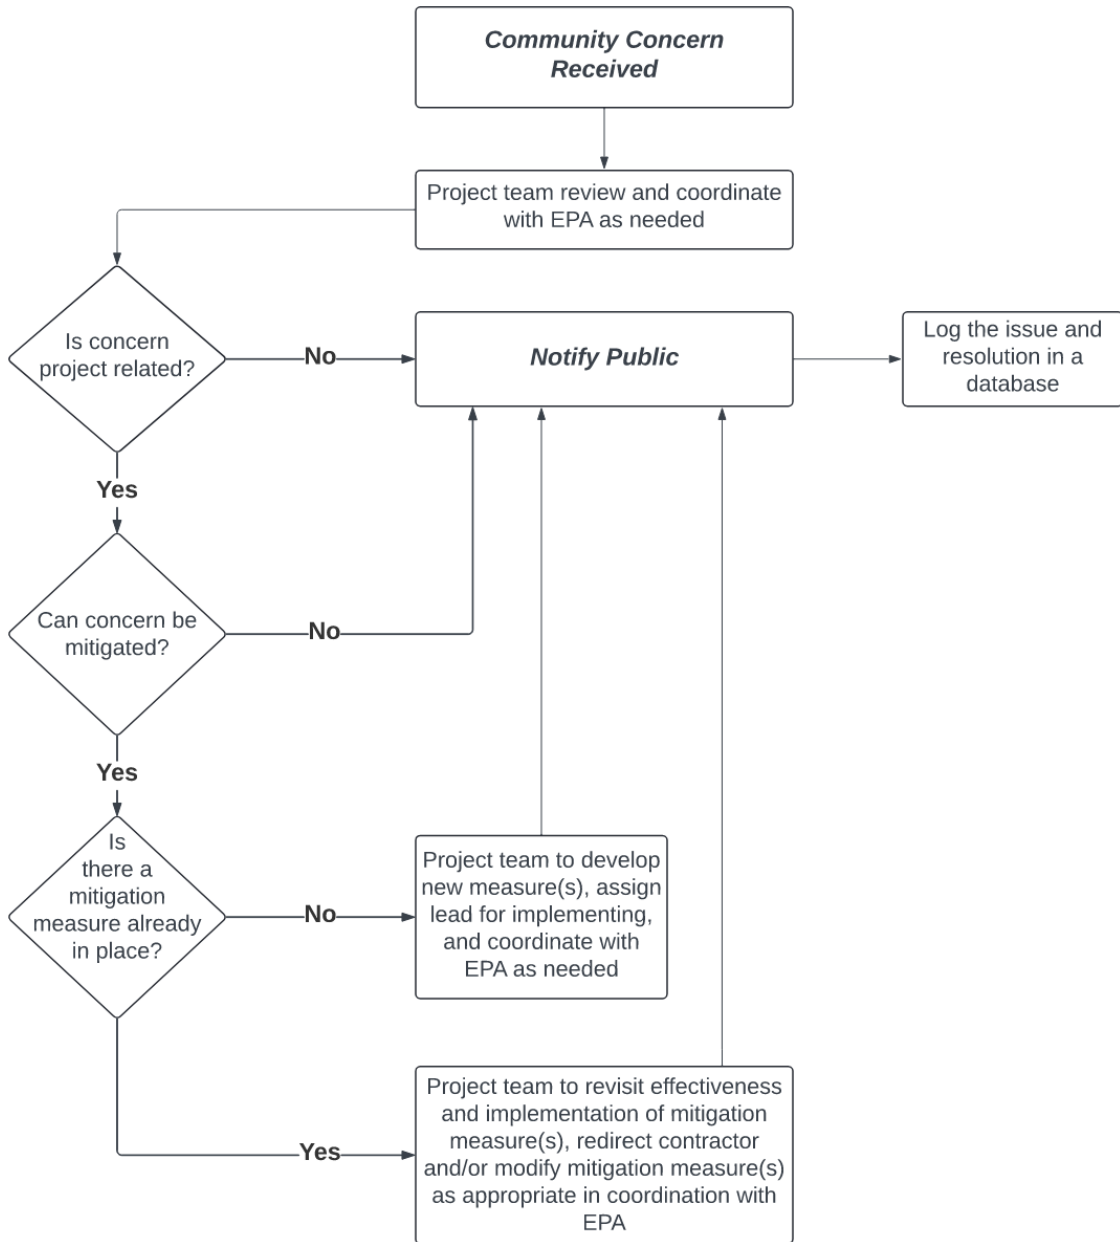 Community Concern
Received
Project team review and coordinate
with EPA as needed
Is concern
project related?
No
Notify Public
Log the issue and
resolution in a
database
Yes
Can concern be
mitigated?
No
Yes
Is
there a
mitigation
measure already
in place?
No
Project team to develop
new measure(s), assign
lead for implementing,
and coordinate with
EPA as needed
Yes
Project team to revisit effectiveness
and implementation of mitigation
measure(s), redirect contractor
and/or modify mitigation measure(s)
as appropriate in coordination with
EPA